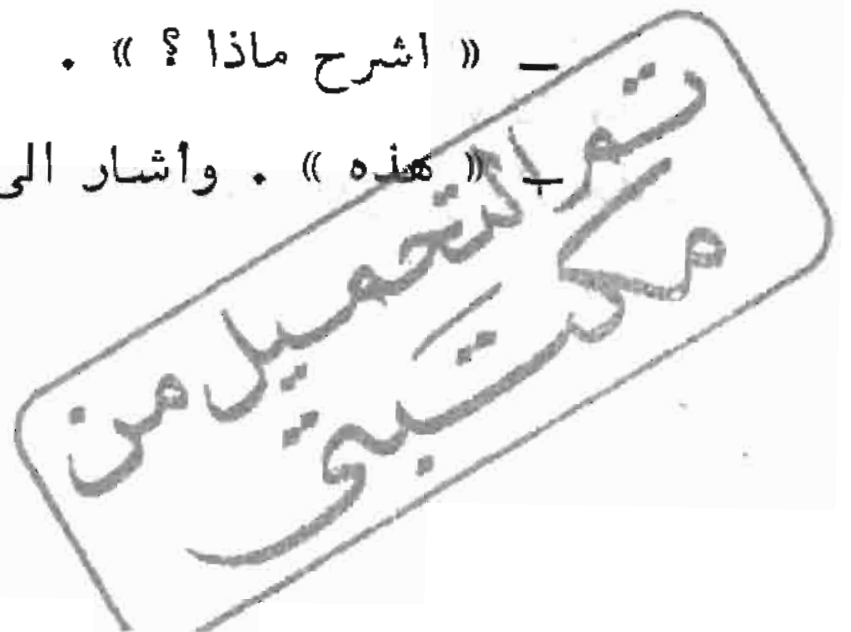 — « اشرح ماذا ؟ » .
— « هذه » . وأشار الى
تم التحميل من
مكتبتي